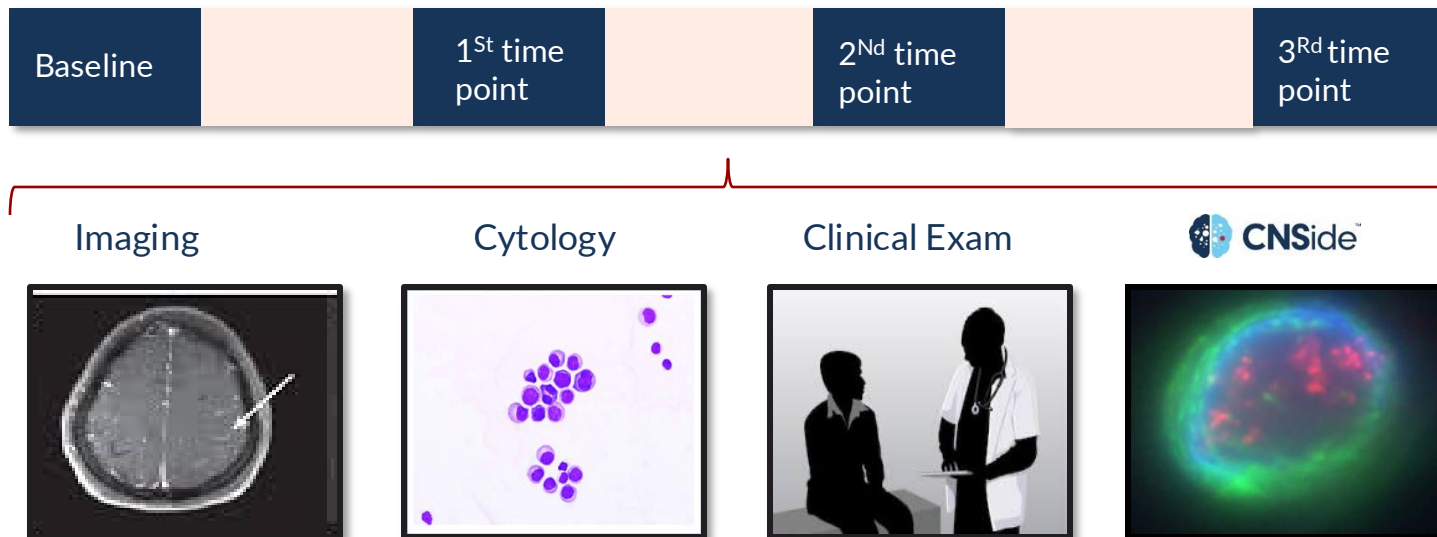 Baseline
1St time
point
2Nd time
point
3Rd time
point
Imaging
Cytology
Clinical Exam
CNSide™